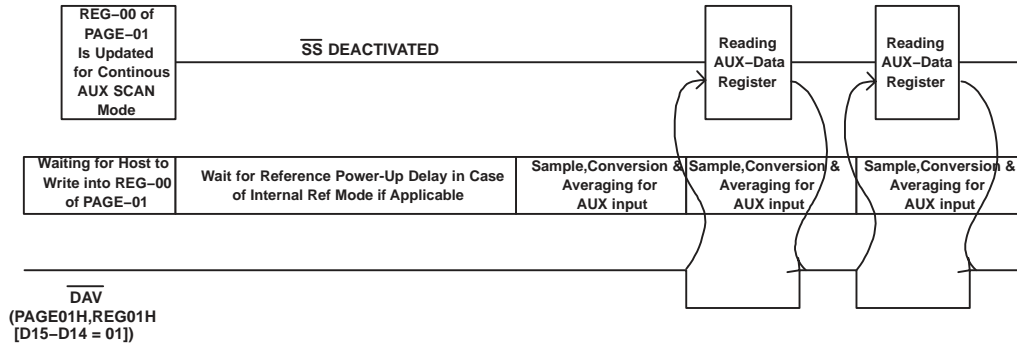 REG–00 of
PAGE–01
Is Updated
for Continous
AUX SCAN
Mode
SS DEACTIVATED
Reading
AUX–Data
Register
Reading
AUX–Data
Register
Waiting for Host to
Write into REG–00
of PAGE–01
Wait for Reference Power-Up Delay in Case
of Internal Ref Mode if Applicable
Sample,Conversion &
Averaging for
AUX input
Sample,Conversion &
Averaging for
AUX input
Sample,Conversion &
Averaging for
AUX input
DAV
(PAGE01H,REG01H
[D15–D14 = 01])